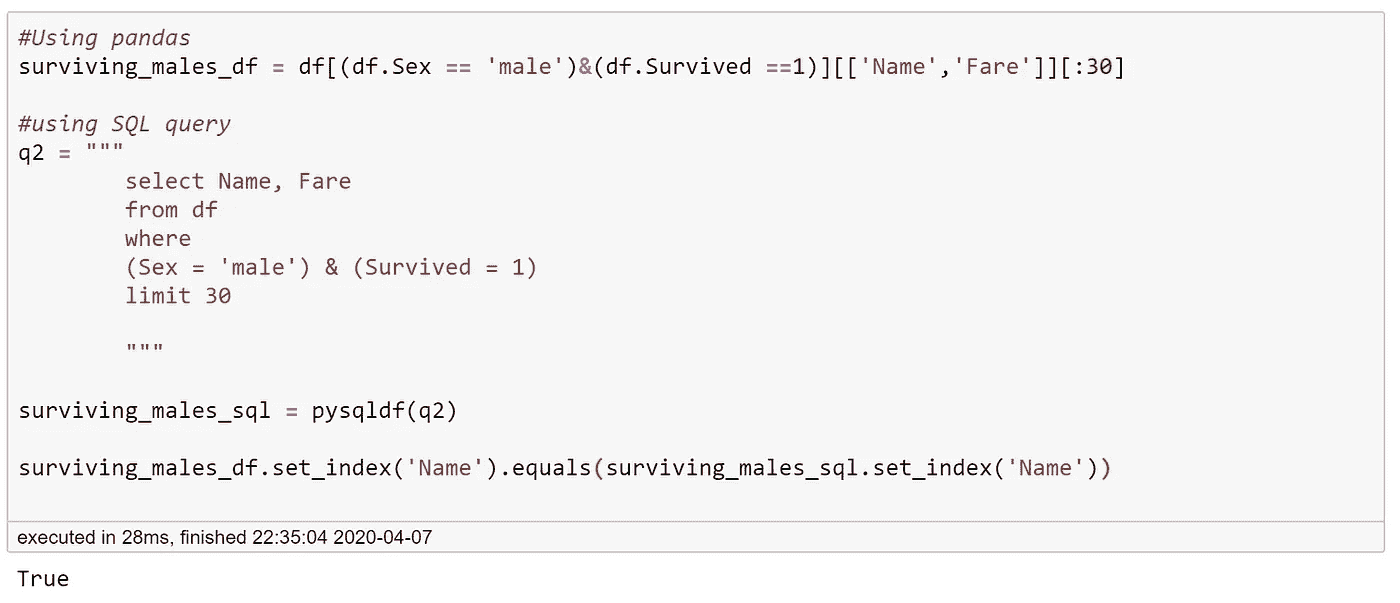 #Using pandas
surviving_males_df = df[(df.Sex == 'male')&(df.Survived ==1)][['Name','Fare']][:30]
#using SQL query
q2 = """
select Name, Fare
from df
where
(Sex = 'male') & (Survived = 1)
limit 30
"""
surviving_males_sql = pysqldf(q2)
surviving_males_df.set_index('Name').equals(surviving_males_sql.set_index('Name'))
executed in 28ms, finished 22:35:04 2020-04-07
True